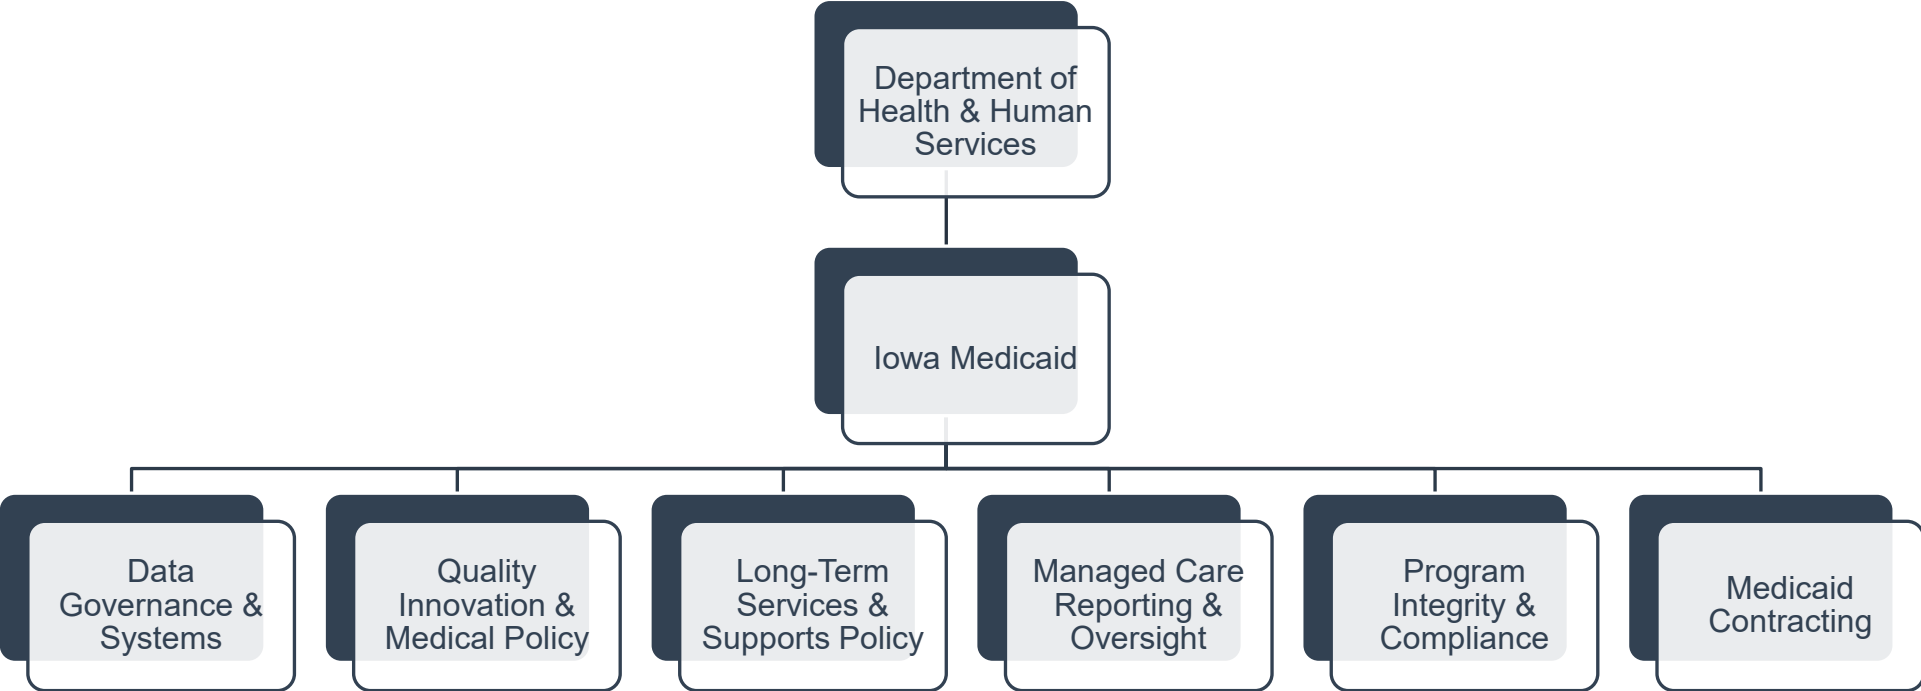 Department of
Health & Human
Services
Iowa Medicaid
Data
Governance &
Systems
Quality
Innovation &
Medical Policy
Long-Term
Services &
Supports Policy
Managed Care
Reporting &
Oversight
Program
Integrity &
Compliance
Medicaid
Contracting